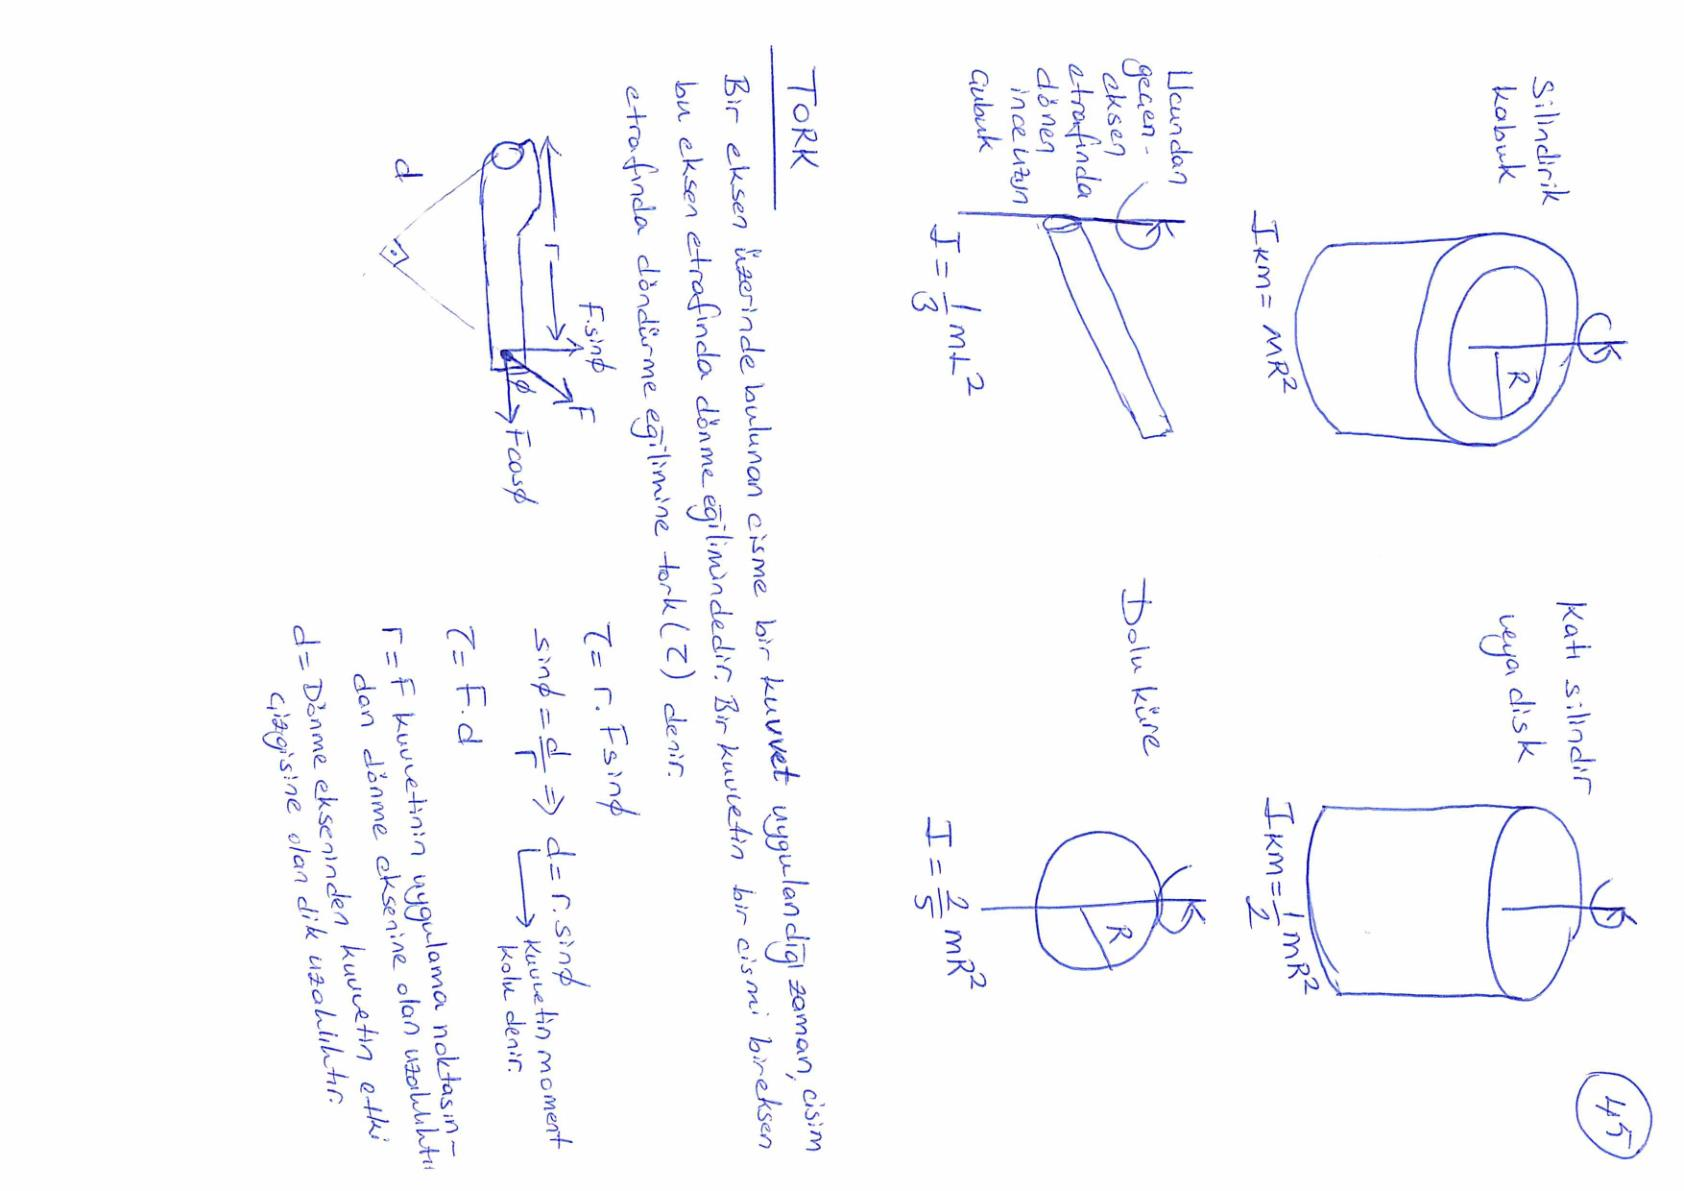 45
Silindirik
kabuk
R
I_KM = MR²
Katı silindir
veya disk
I_KM = 1/2 mR²
Ucundan
geçen
eksen
etrafında
dönen
ince uzun
çubuk
I = 1/3 mL²
Dolu küre
R
I = 2/5 mR²
TORK
Bir eksen üzerinde bulunan cisme bir kuvvet uygulandığı zaman, cisim
bu eksen etrafında dönme eğilimindedir. Bir kuvvetin bir cismi bir eksen
etrafında döndürme eğilimine tork (τ) denir.
r
F.sinϕ
F
ϕ
Fcosϕ
d
τ = r.Fsinϕ
sinϕ = d/r ⇒ d = r.sinϕ
→ kuvvetin moment
kolu denir.
τ = F.d
r = F kuvvetinin uygulama noktasın-
dan dönme eksenine olan uzaklıktır
d = Dönme ekseninden kuvvetin etki
çizgisine olan dik uzaklıktır.